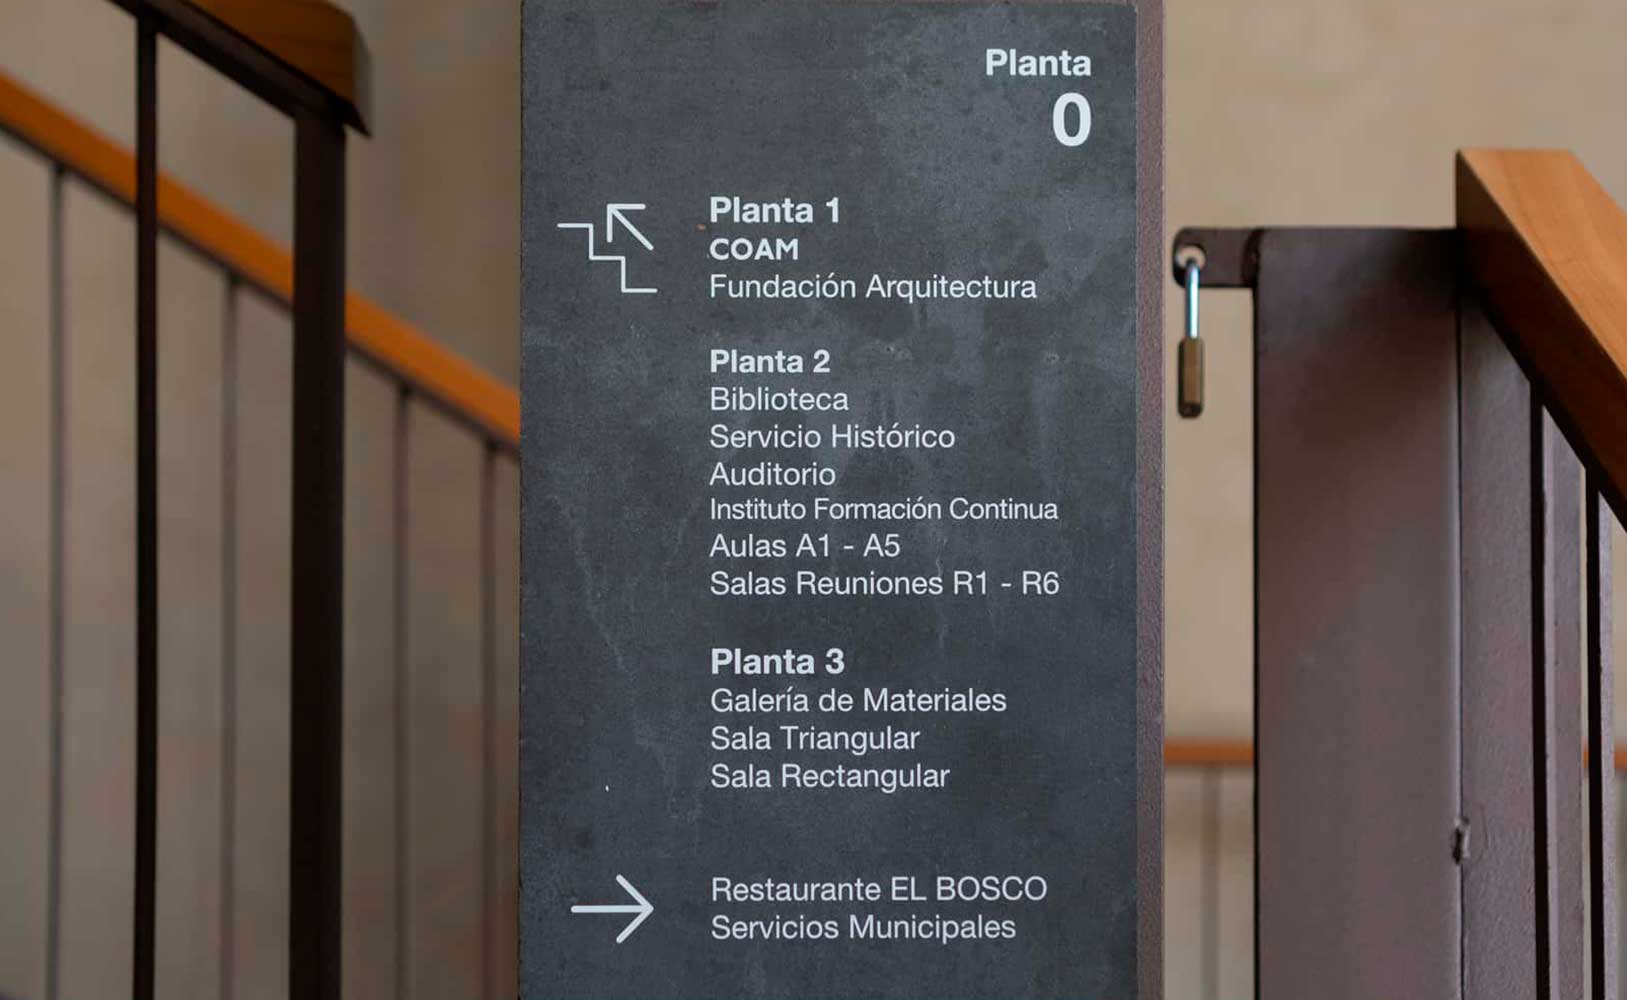 Planta
0
Planta 1
COAM
Fundación Arquitectura
Planta 2
Biblioteca
Servicio Histórico
Auditorio
Instituto Formación Continua
Aulas A1 - A5
Salas Reuniones R1 - R6
Planta 3
Galería de Materiales
Sala Triangular
Sala Rectangular
Restaurante EL BOSCO
Servicios Municipales